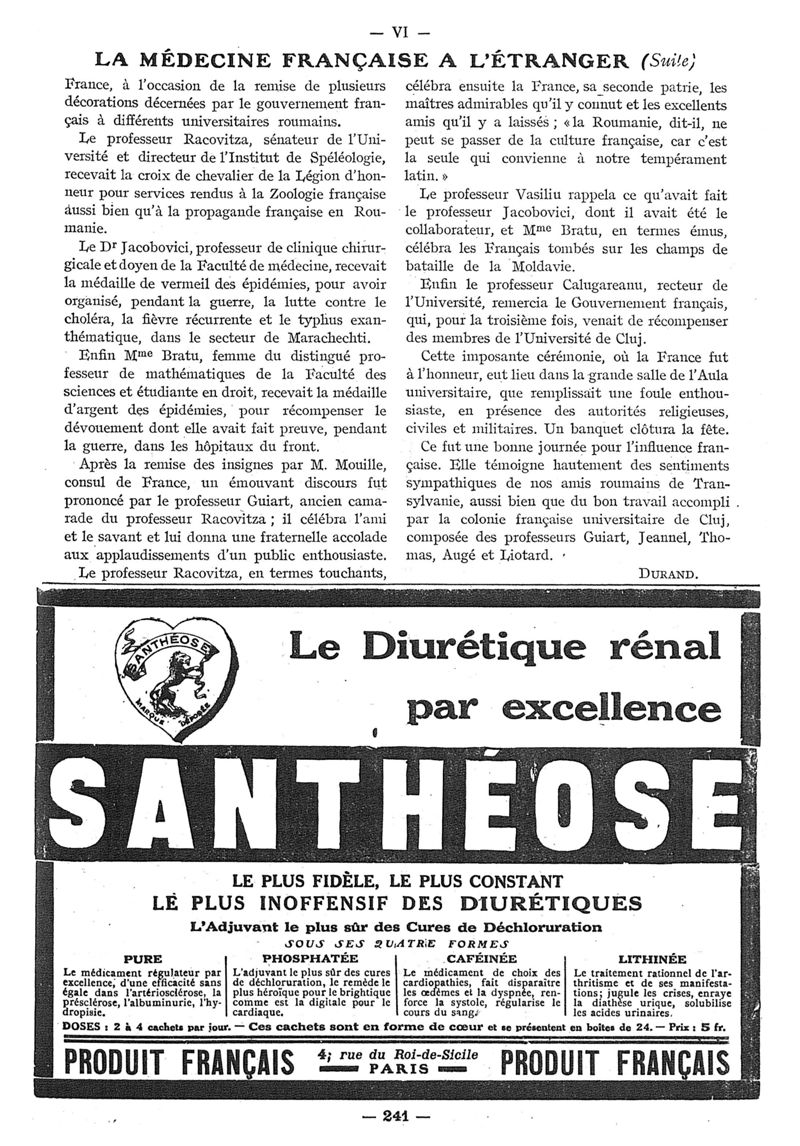 — VI —
LA MÉDECINE FRANÇAISE A L'ÉTRANGER (Suite)
France, à l'occasion de la remise de plusieurs
décorations décernées par le gouvernement fran-
çais à différents universitaires roumains.
Le professeur Racovitza, sénateur de l'Uni-
versité et directeur de l'Institut de Spéléologie,
recevait la croix de chevalier de la Légion d'hon-
neur pour services rendus à la Zoologie française
aussi bien qu'à la propagande française en Rou-
manie.
Le Dr Jacobovici, professeur de clinique chirur-
gicale et doyen de la Faculté de médecine, recevait
la médaille de vermeil des épidémies, pour avoir
organisé, pendant la guerre, la lutte contre le
choléra, la fièvre récurrente et le typhus exan-
thématique, dans le secteur de Marachechti.
Enfin Mme Bratu, femme du distingué pro-
fesseur de mathématiques de la Faculté des
sciences et étudiante en droit, recevait la médaille
d'argent des épidémies, pour récompenser le
dévouement dont elle avait fait preuve, pendant
la guerre, dans les hôpitaux du front.
Après la remise des insignes par M. Mouille,
consul de France, un émouvant discours fut
prononcé par le professeur Guiart, ancien cama-
rade du professeur Racovitza ; il célébra l'ami
et le savant et lui donna une fraternelle accolade
aux applaudissements d'un public enthousiaste.
Le professeur Racovitza, en termes touchants,
célébra ensuite la France, sa seconde patrie, les
maîtres admirables qu'il y connut et les excellents
amis qu'il y a laissés ; « la Roumanie, dit-il, ne
peut se passer de la culture française, car c'est
la seule qui convienne à notre tempérament
latin. »
Le professeur Vasiliu rappela ce qu'avait fait
le professeur Jacobovici, dont il avait été le
collaborateur, et Mme Bratu, en termes émus,
célébra les Français tombés sur les champs de
bataille de la Moldavie.
Enfin le professeur Calugareanu, recteur de
l'Université, remercia le Gouvernement français,
qui, pour la troisième fois, venait de récompenser
des membres de l'Université de Cluj.
Cette imposante cérémonie, où la France fut
à l'honneur, eut lieu dans la grande salle de l'Aula
universitaire, que remplissait une foule enthou-
siaste, en présence des autorités religieuses,
civiles et militaires. Un banquet clôtura la fête.
Ce fut une bonne journée pour l'influence fran-
çaise. Elle témoigne hautement des sentiments
sympathiques de nos amis roumains de Tran-
sylvanie, aussi bien que du bon travail accompli
par la colonie française universitaire de Cluj,
composée des professeurs Guiart, Jeannel, Tho-
mas, Augé et Liotard.
DURAND.
SANTHÉOSE
MARQUE DÉPOSÉE
Le Diurétique rénal
par excellence
SANTHÉOSE
LE PLUS FIDÈLE, LE PLUS CONSTANT
LE PLUS INOFFENSIF DES DIURÉTIQUES
L'Adjuvant le plus sûr des Cures de Déchloruration
SOUS SES QUATRE FORMES
PURE
Le médicament régulateur par
excellence, d'une efficacité sans
égale dans l'artériosclérose, la
présclérose, l'albuminurie, l'hy-
dropisie.
PHOSPHATÉE
L'adjuvant le plus sûr des cures
de déchloruration, le remède le
plus héroïque pour le brightique
comme est la digitale pour le
cardiaque.
CAFÉINÉE
Le médicament de choix des
cardiopathies, fait disparaître
les œdèmes et la dyspnée, ren-
force la systole, régularise le
cours du sang.
LITHINÉE
Le traitement rationnel de l'ar-
thritisme et de ses manifesta-
tions ; jugule les crises, enraye
la diathèse urique, solubilise
les acides urinaires.
DOSES : 2 à 4 cachets par jour. — Ces cachets sont en forme de cœur et se présentent en boîtes de 24. — Prix : 5 fr.
PRODUIT FRANÇAIS
4, rue du Roi-de-Sicile
PARIS
PRODUIT FRANÇAIS
— 241 —